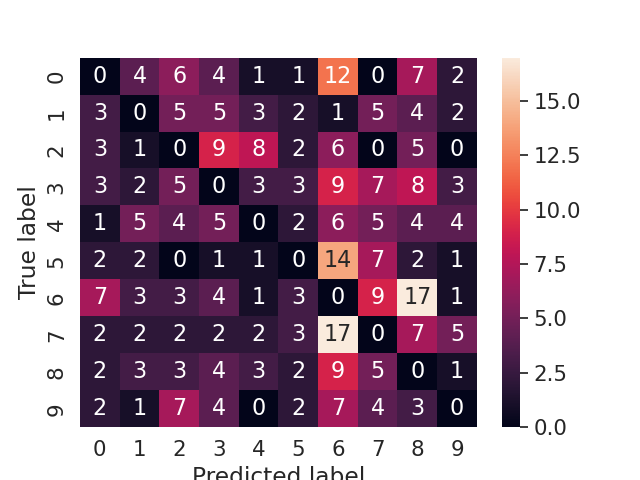 0 0 4 6 4 1 1 12 0 7 2
1 3 0 5 5 3 2 1 5 4 2
2 3 1 0 9 8 2 6 0 5 0
3 3 2 5 0 3 3 9 7 8 3
4 1 5 4 5 0 2 6 5 4 4
5 2 2 0 1 1 0 14 7 2 1
6 7 3 3 4 1 3 0 9 17 1
7 2 2 2 2 2 3 17 0 7 5
8 2 3 3 4 3 2 9 5 0 1
9 2 1 7 4 0 2 7 4 3 0
0 1 2 3 4 5 6 7 8 9
Predicted label
True label
15.0
12.5
10.0
7.5
5.0
2.5
0.0